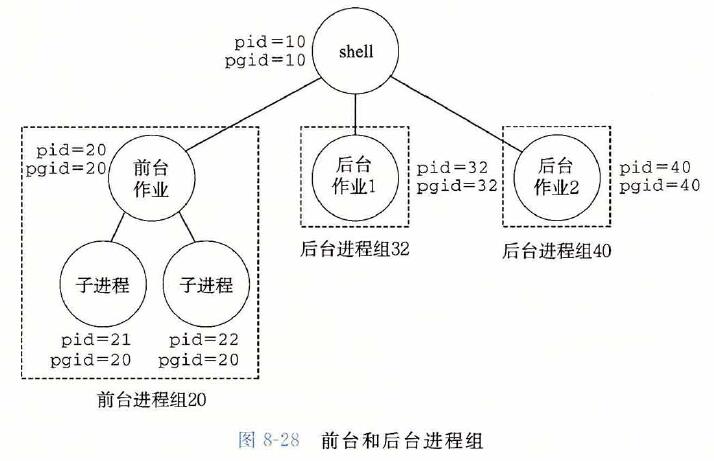 pid=10
pgid=10
shell
pid=20
pgid=20
前台
作业
后台
作业1
pid=32
pgid=32
后台
作业2
pid=40
pgid=40
后台进程组32
后台进程组40
子进程
子进程
pid=21
pgid=20
pid=22
pgid=20
前台进程组20
图 8-28 前台和后台进程组